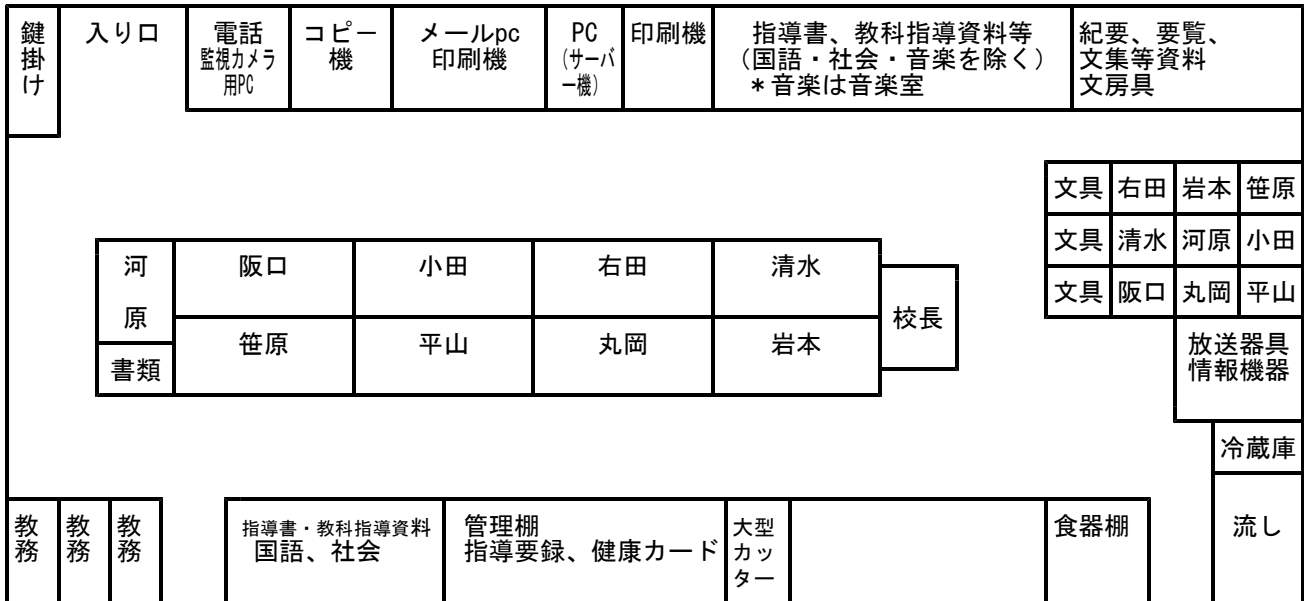 鍵掛け
入り口
電話
監視カメラ
用PC
コピー
機
メールpc
印刷機
PC
(サーバ
ー機)
印刷機
指導書、教科指導資料等
(国語・社会・音楽を除く)
*音楽は音楽室
紀要、要覧、
文集等資料
文房具
文具 右田 岩本 笹原
文具 清水 河原 小田
文具 阪口 丸岡 平山
河
原
書類
阪口 小田 右田 清水
笹原 平山 丸岡 岩本
校長
放送器具
情報機器
冷蔵庫
教務
教務
教務
指導書・教科指導資料
国語、社会
管理棚
指導要録、健康カード
大型
カッ
ター
食器棚
流し